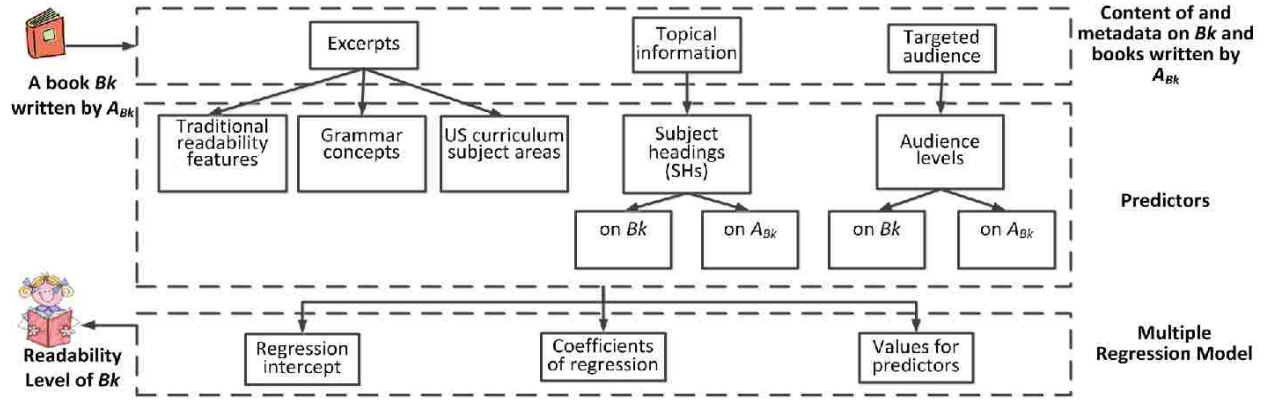 A book Bk
written by ABk
Excerpts
Topical
information
Targeted
audience
Content of and
metadata on Bk and
books written by
ABk
Traditional
readability
features
Grammar
concepts
US curriculum
subject areas
Subject
headings
(SHs)
Audience
levels
on Bk
on ABk
on Bk
on ABk
Predictors
Regression
intercept
Coefficients
of regression
Values for
predictors
Multiple
Regression Model
Readability
Level of Bk